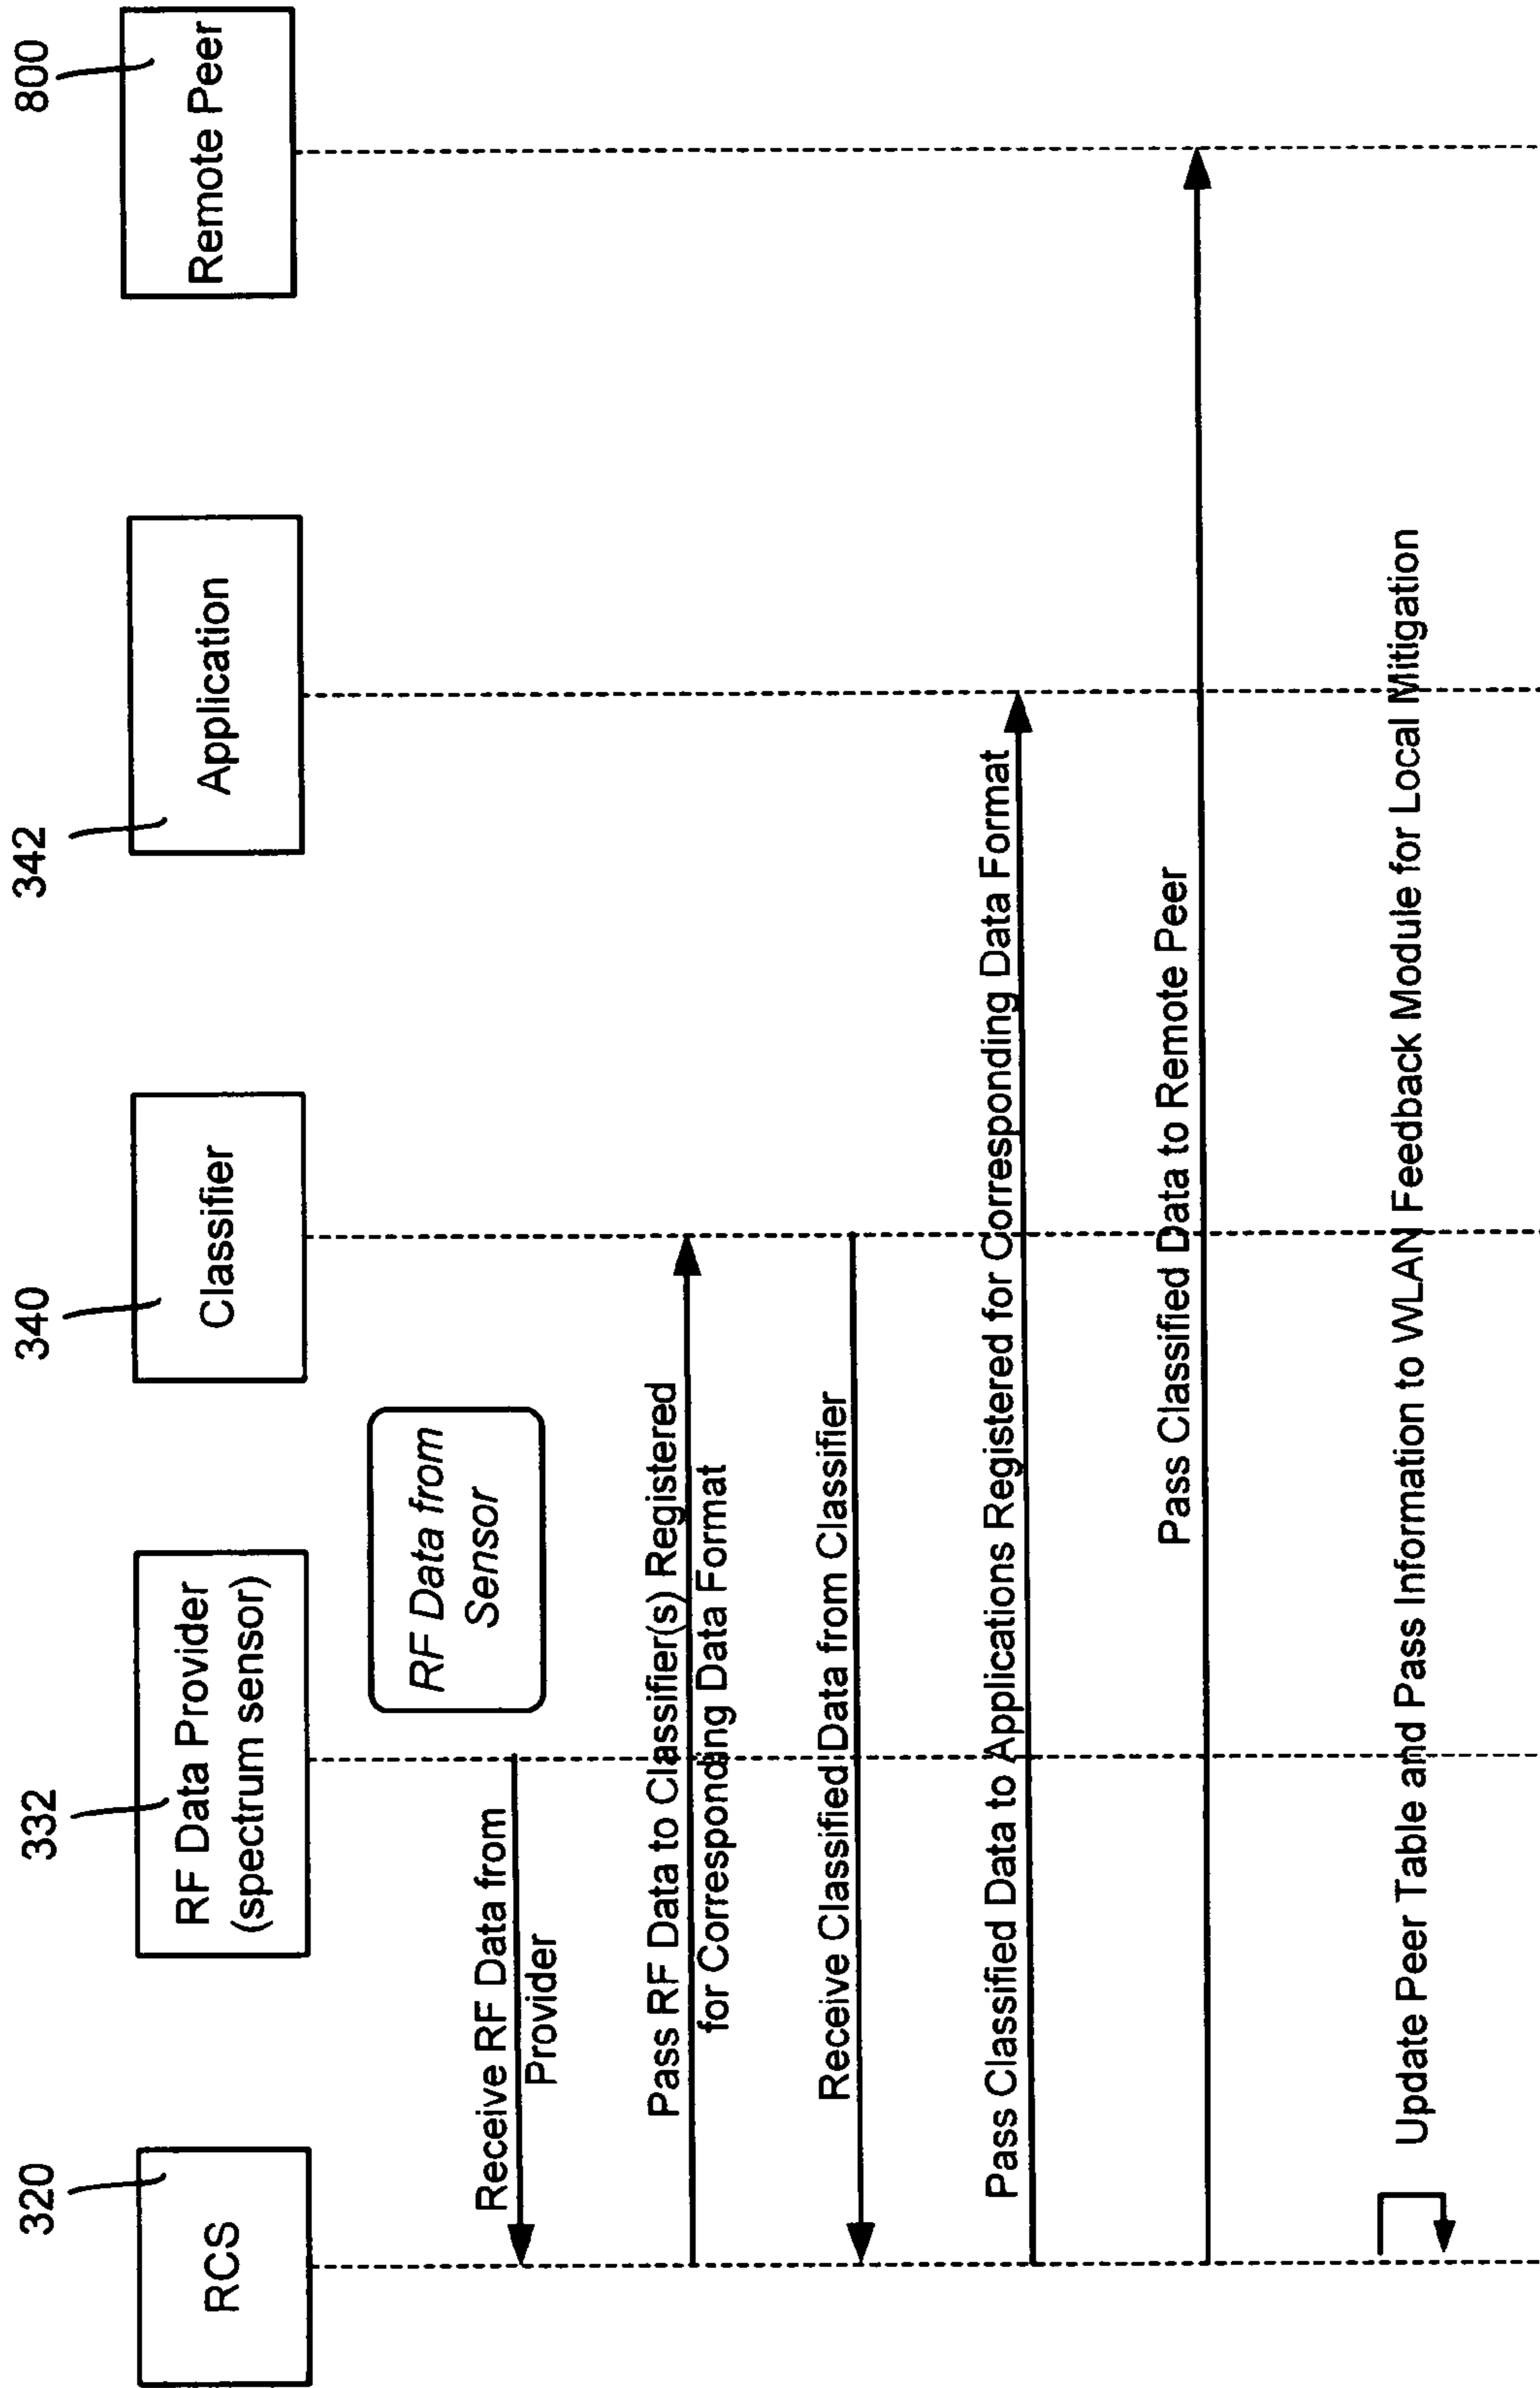 320
332
340
342
800
RCS
RF Data Provider
(spectrum sensor)
Classifier
Application
Remote Peer
RF Data from
Sensor
Receive RF Data from
Provider
Pass RF Data to Classifier(s) Registered
for Corresponding Data Format
Receive Classified Data from Classifier
Pass Classified Data to Applications Registered for Corresponding Data Format
Pass Classified Data to Remote Peer
Update Peer Table and Pass Information to WLAN Feedback Module for Local Mitigation